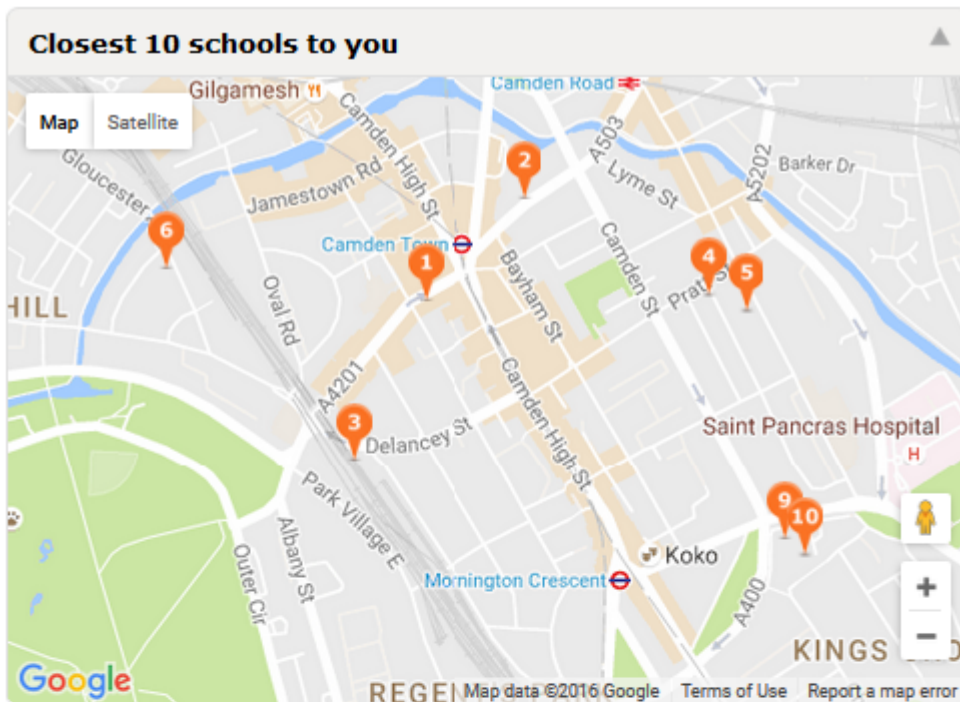 Closest 10 schools to you
Map
Satellite
Gilgamesh
Camden Road
Camden High St
Gloucester
Jamestown Rd
A503
Lyme St
A5202
Barker Dr
2
6
Camden Town
1
Bayham St
Camden St
4
5
Pratt St
HILL
Oval Rd
A4201
3
Delancey St
Camden High St
Saint Pancras Hospital
H
Park Village E
9
10
Koko
Outer Cir
Albany St
Mornington Crescent
A400
+
−
KINGS
Google
REGENT'S PARK
Map data ©2016 Google
Terms of Use
Report a map error